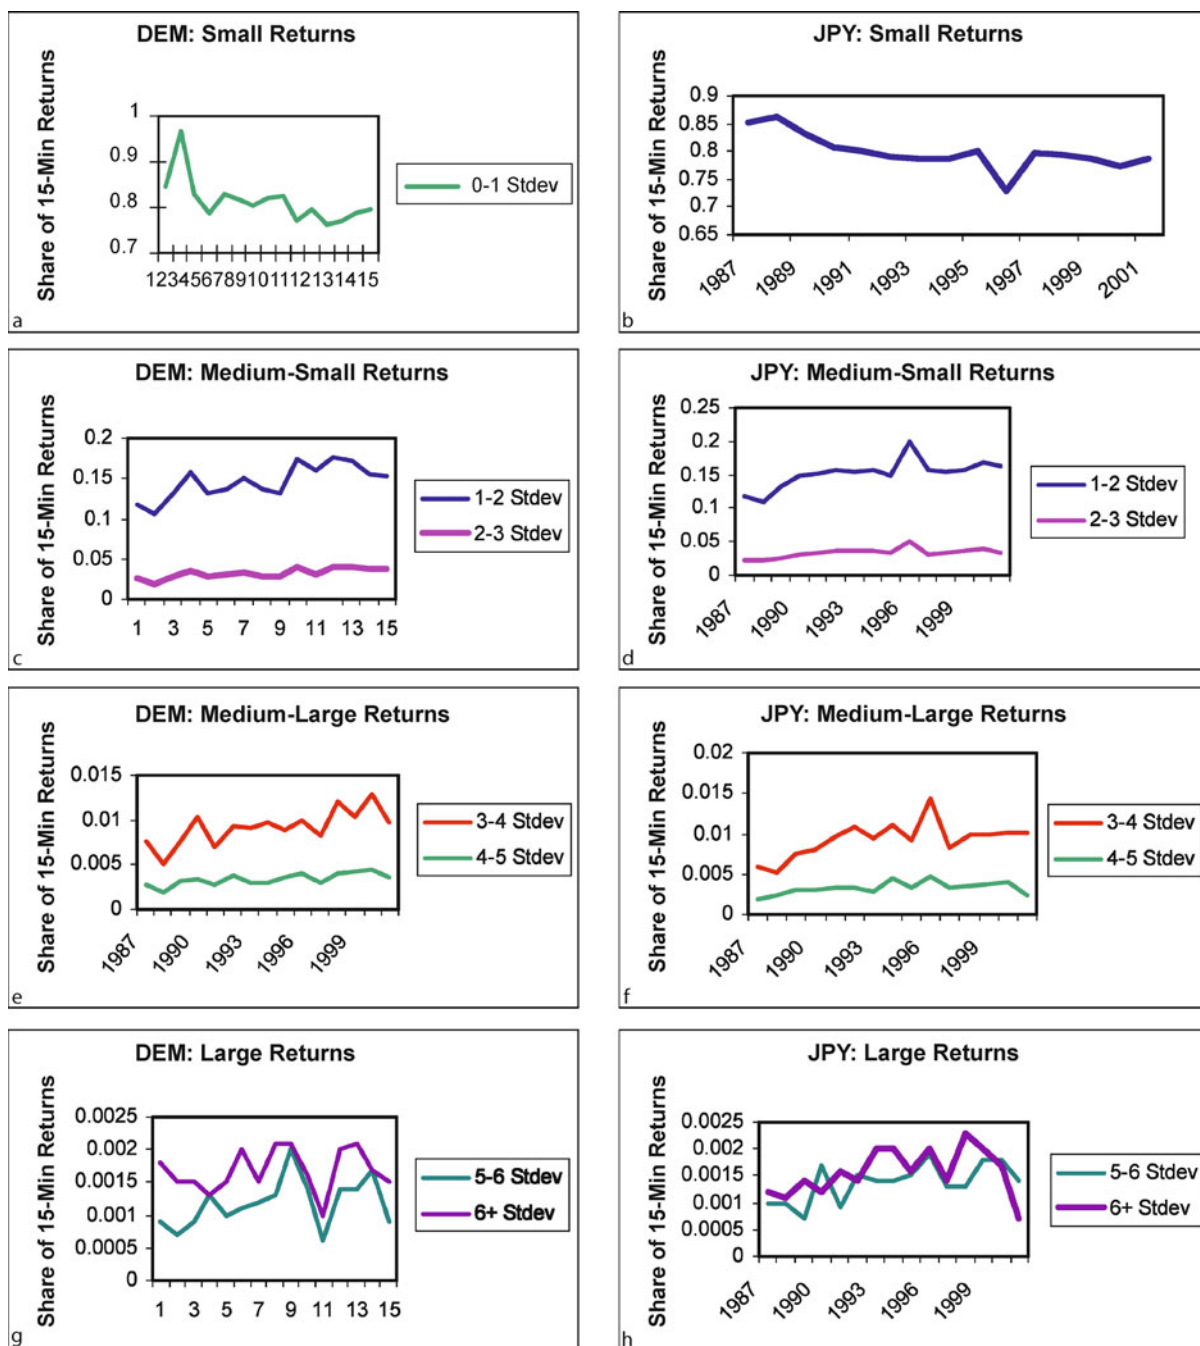 DEM: Small Returns
Share of 15-Min Returns
1
0.9
0.8
0.7
123456789101112131415
0-1 Stdev
a
JPY: Small Returns
Share of 15-Min Returns
0.9
0.85
0.8
0.75
0.7
0.65
1987
1989
1991
1993
1995
1997
1999
2001
b
DEM: Medium-Small Returns
Share of 15-Min Returns
0.2
0.15
0.1
0.05
0
1 3 5 7 9 11 13 15
1-2 Stdev
2-3 Stdev
c
JPY: Medium-Small Returns
Share of 15-Min Returns
0.25
0.2
0.15
0.1
0.05
0
1987
1990
1993
1996
1999
1-2 Stdev
2-3 Stdev
d
DEM: Medium-Large Returns
Share of 15-Min Returns
0.015
0.01
0.005
0
1987
1990
1993
1996
1999
3-4 Stdev
4-5 Stdev
e
JPY: Medium-Large Returns
Share of 15-Min Returns
0.02
0.015
0.01
0.005
0
1987
1990
1993
1996
1999
3-4 Stdev
4-5 Stdev
f
DEM: Large Returns
Share of 15-Min Returns
0.0025
0.002
0.0015
0.001
0.0005
0
1 3 5 7 9 11 13 15
5-6 Stdev
6+ Stdev
g
JPY: Large Returns
Share of 15-Min Returns
0.0025
0.002
0.0015
0.001
0.0005
0
1987
1990
1993
1996
1999
5-6 Stdev
6+ Stdev
h